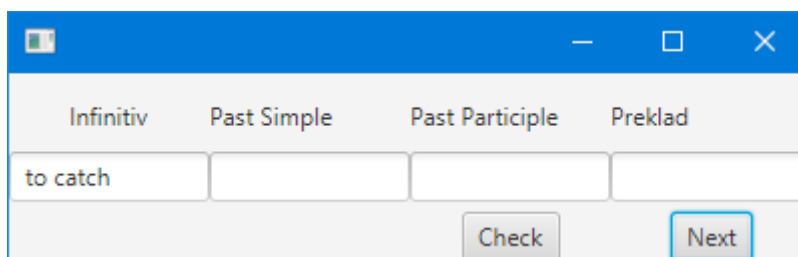 Infinitiv Past Simple Past Participle Preklad
to catch
Check Next